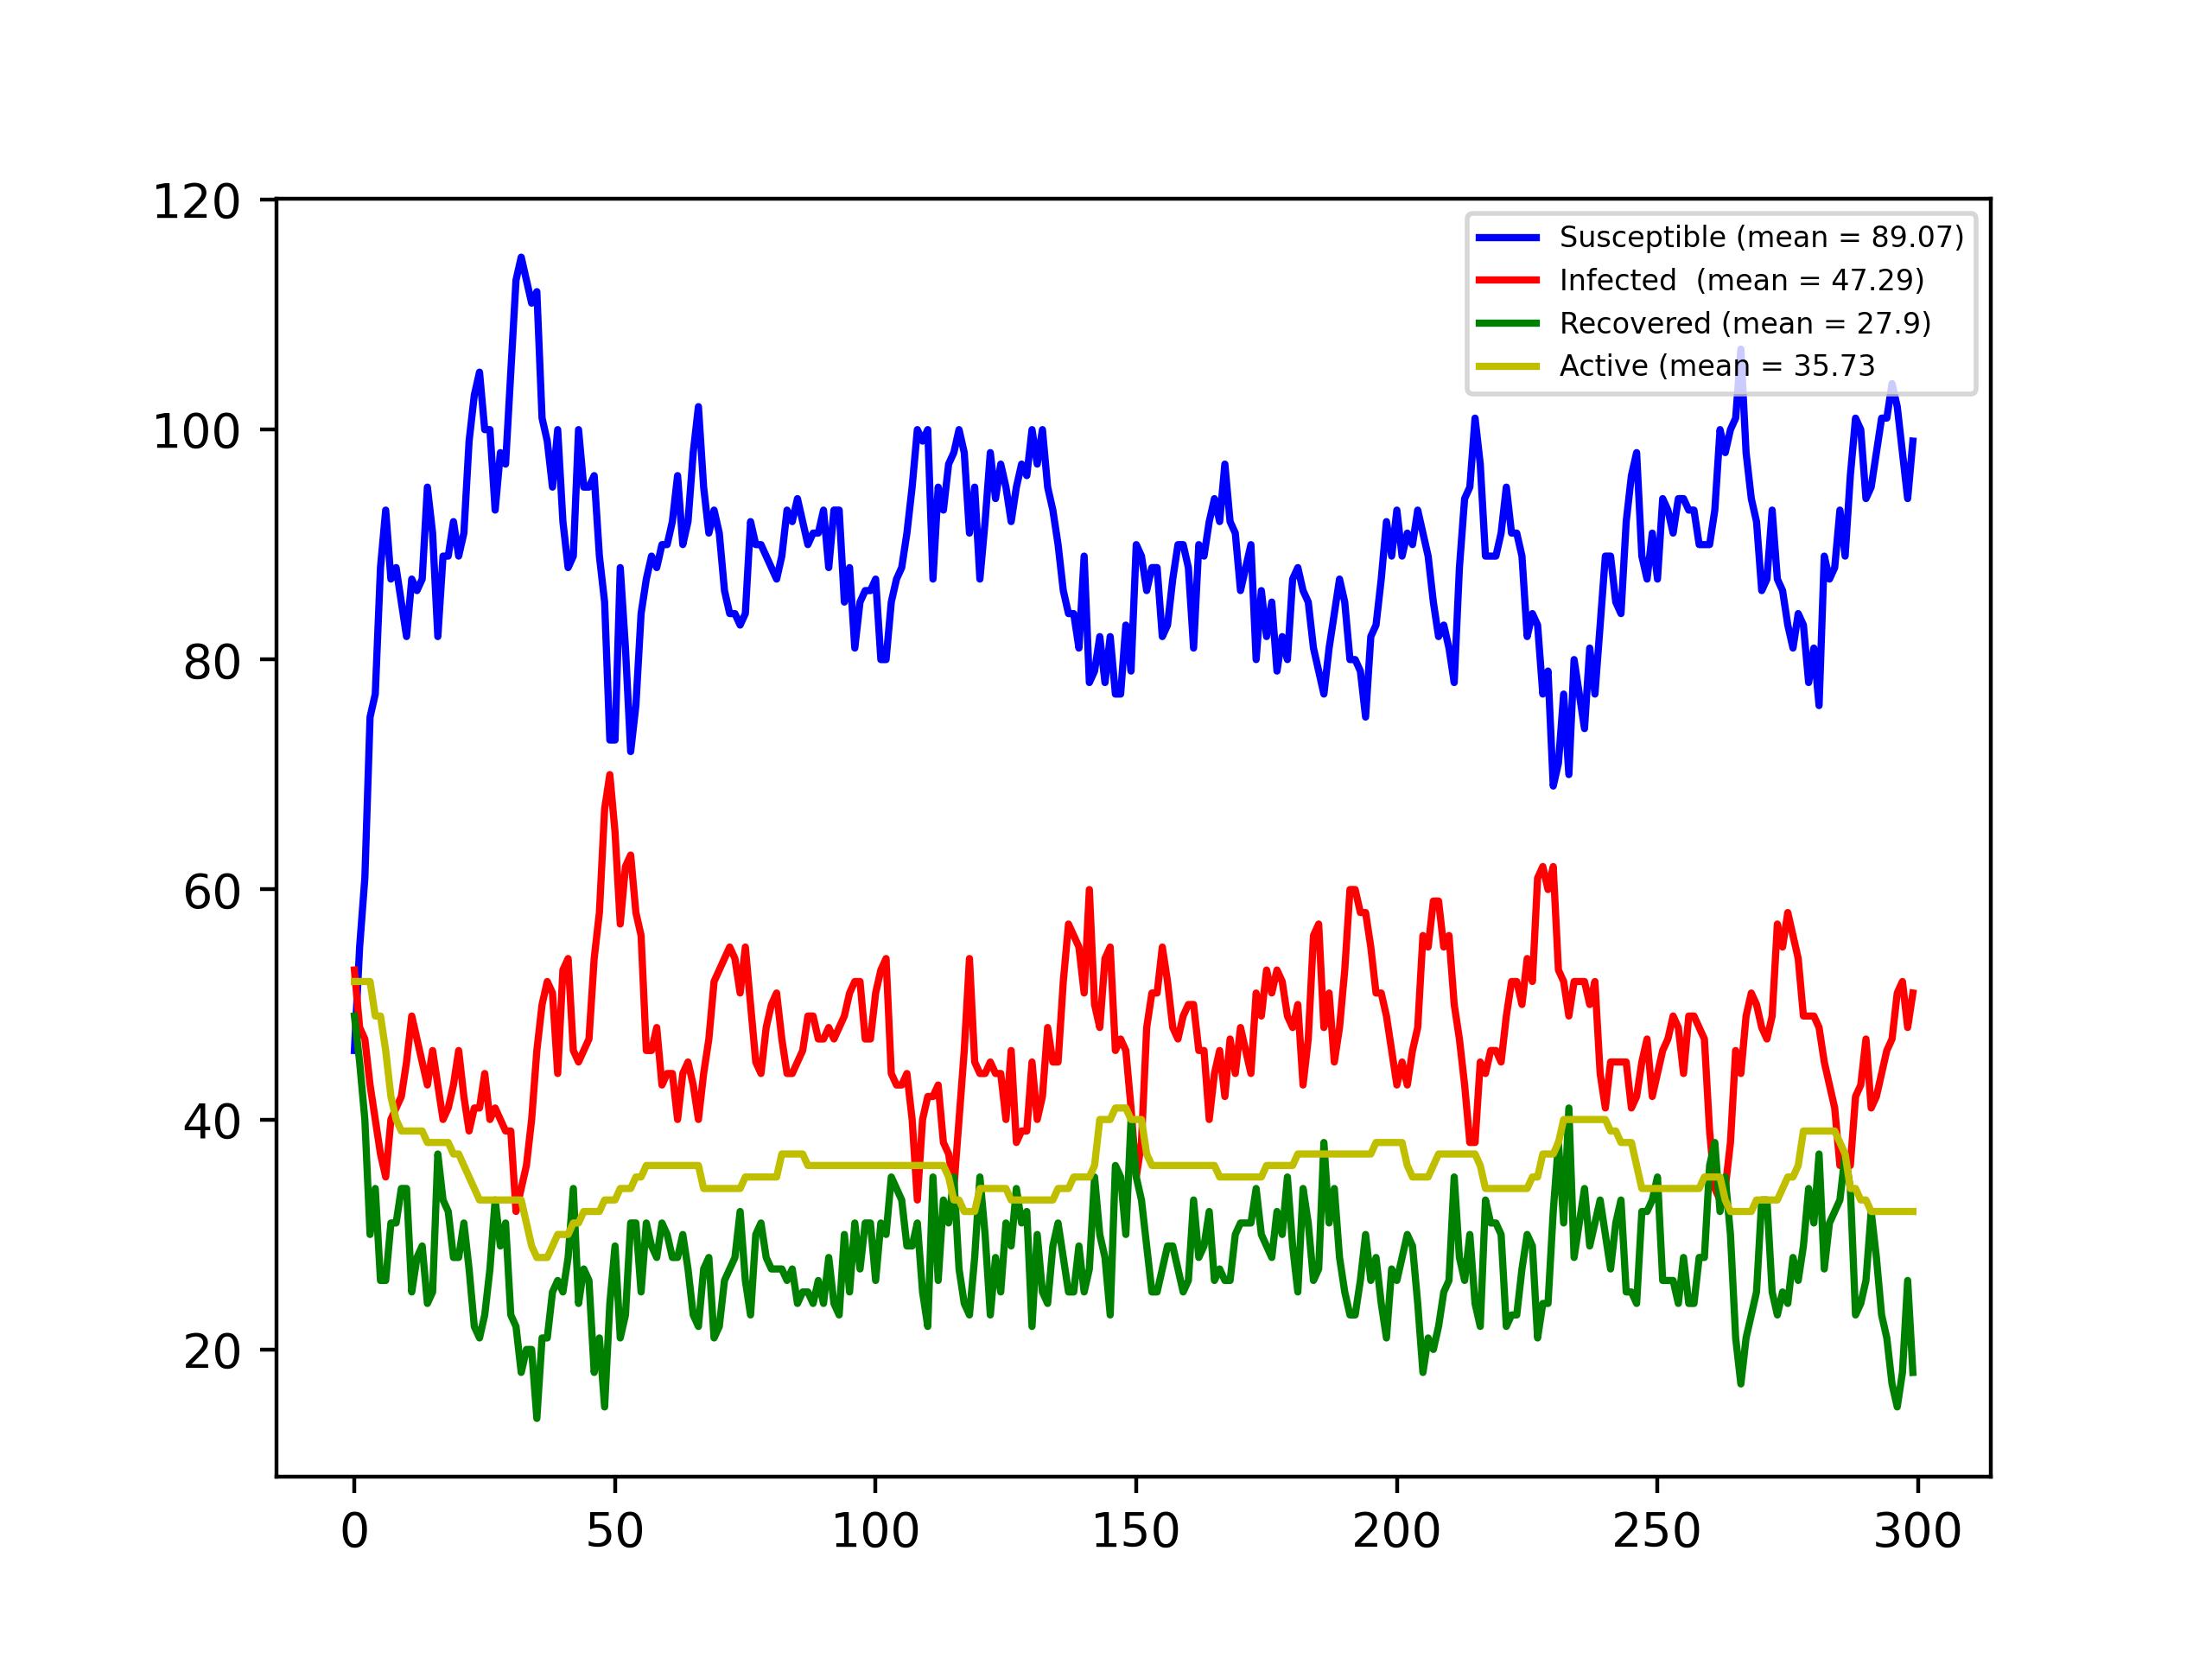 120
100
80
60
40
20
0 50 100 150 200 250 300
Susceptible (mean = 89.07)
Infected  (mean = 47.29)
Recovered (mean = 27.9)
Active (mean = 35.73